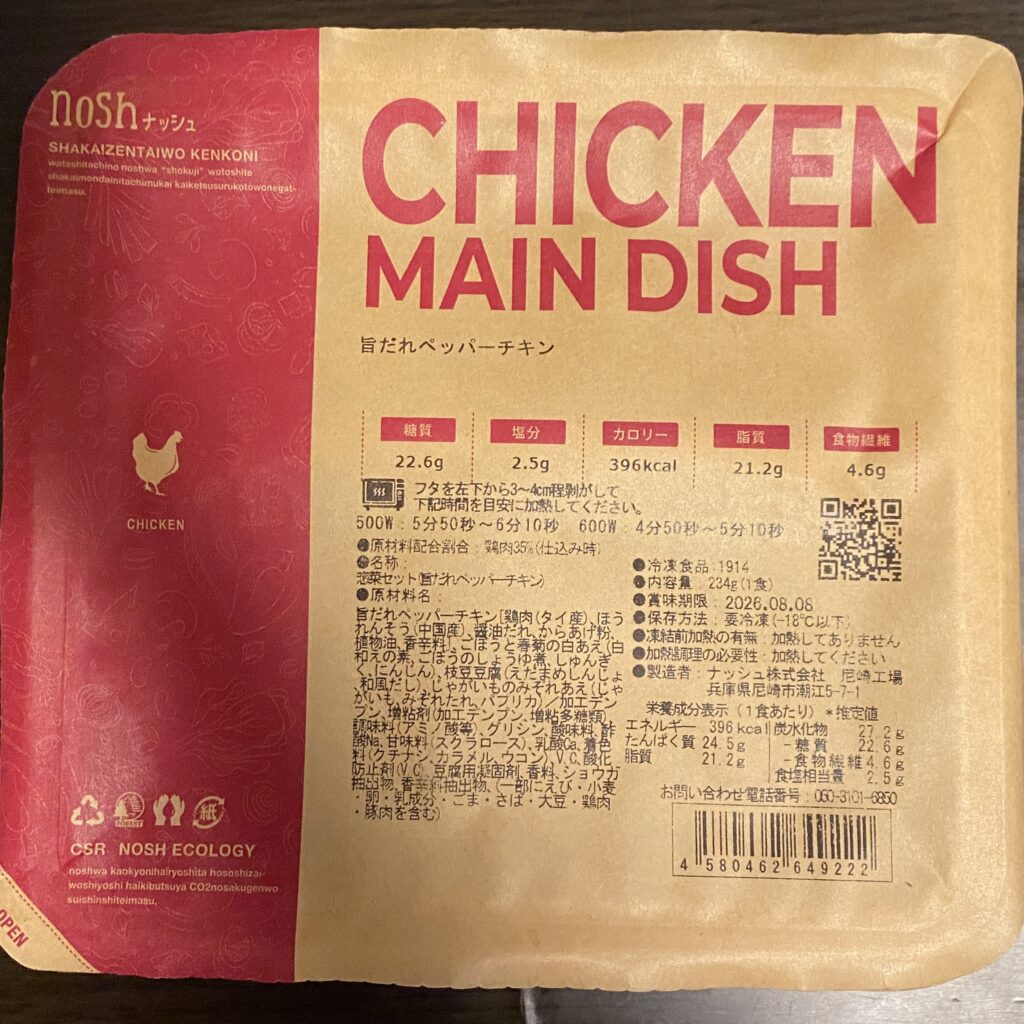 nosh ナッシュ
SHAKAIZENTAIWO KENKONI
watashitachino noshwa "shokuji" wotoshite
shakaimondainitachimukai kaiketsusurukotowonegat-
teimasu.
CHICKEN
MAIN DISH
旨だれペッパーチキン
糖質 塩分 カロリー 脂質 食物繊維
22.6g 2.5g 396kcal 21.2g 4.6g
フタを左下から3〜4cm程剥がして
下記時間を目安に加熱してください。
500W:5分50秒〜6分10秒 600W:4分50秒〜5分10秒
CHICKEN
●原材料配合割合:鶏肉35%(仕込み時)
●名称:
惣菜セット(旨だれペッパーチキン)
●原材料名:
旨だれペッパーチキン[鶏肉(タイ産)、ほう
れんそう(中国産)、醤油だれ、からあげ粉、
植物油、香辛料]、ごぼうと春菊の白あえ(白
和えの素、ごぼうのしょうゆ煮、しゅんぎ
く、にんじん)、枝豆豆腐(えだまめしんじょ
、和風だし)、じゃがいものみぞれあえ(じゃ
がいも、みぞれたれ、パプリカ)/加工デン
プン、増粘剤(加工デンプン、増粘多糖類)、
調味料(アミノ酸等)、グリシン、酸味料、酢
酸Na、甘味料(スクラロース)、乳酸Ca、着色
料(クチナシ、カラメル、ウコン)、V.C、酸化
防止剤(V.C)、豆腐用凝固剤、香料、ショウガ
抽出物、香辛料抽出物、(一部にえび・小麦
・卵・乳成分・ごま・さば・大豆・鶏肉
・豚肉を含む)
●冷凍食品:1914
●内容量:234g(1食)
●賞味期限:2026.08.08
●保存方法:要冷凍(-18℃以下)
●凍結前加熱の有無:加熱してありません
●加熱調理の必要性:加熱してください
●製造者:ナッシュ株式会社 尼崎工場
兵庫県尼崎市潮江5-7-1
栄養成分表示(1食あたり)*推定値
エネルギー 396kcal 炭水化物 27.2g
たんぱく質 24.5g -糖質 22.6g
脂質 21.2g -食物繊維 4.6g
食塩相当量 2.5g
お問い合わせ電話番号:050-3101-6850
4 580462 649222
FOREST
紙
CSR NOSH ECOLOGY
noshwa kankyonihairyoshita hososhizai-
woshiyoshi haikibutsuya CO2nosakugenwo
suishinshiteimasu.
OPEN